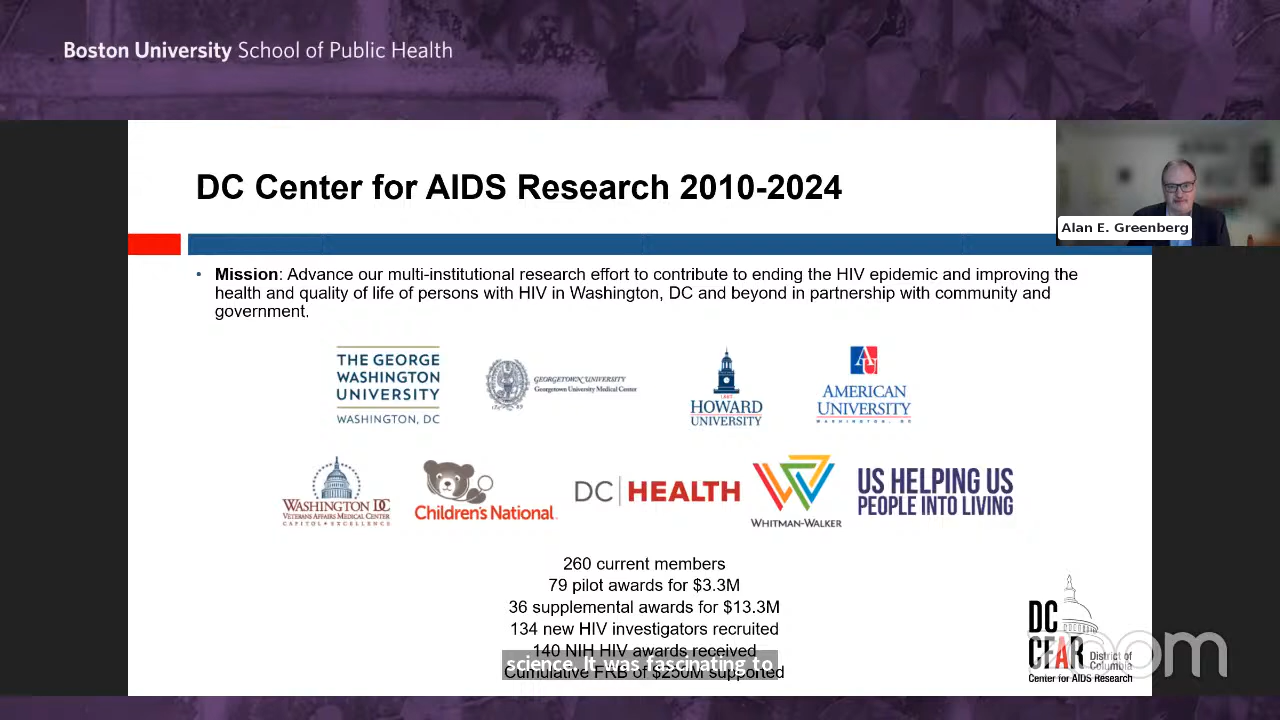 Boston University School of Public Health
DC Center for AIDS Research 2010-2024
Alan E. Greenberg
• Mission: Advance our multi-institutional research effort to contribute to ending the HIV epidemic and improving the
health and quality of life of persons with HIV in Washington, DC and beyond in partnership with community and
government.
THE GEORGE
WASHINGTON
UNIVERSITY
WASHINGTON, DC
GEORGETOWN UNIVERSITY
Georgetown University Medical Center
1867
HOWARD
UNIVERSITY
AU
AMERICAN
UNIVERSITY
WASHINGTON, DC
WASHINGTON DC
VETERANS AFFAIRS MEDICAL CENTER
CAPITOL • EXCELLENCE
Children's National
DC | HEALTH
WHITMAN-WALKER
US HELPING US
PEOPLE INTO LIVING
260 current members
79 pilot awards for $3.3M
36 supplemental awards for $13.3M
134 new HIV investigators recruited
140 NIH HIV awards received
science. It was fascinating to
Cumulative FRB of $250M supported
DC
CFAR
District of
Columbia
Center for AIDS Research
zoom